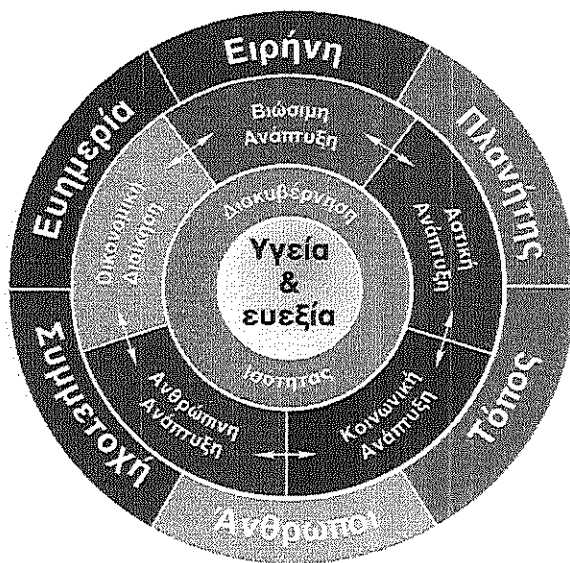 Ειρήνη
Πλανήτης
Τόπος
Άνθρωποι
Συμμετοχή
Ευημερία
Βιώσιμη
Ανάπτυξη
Αστική
Ανάπτυξη
Κοινωνική
Ανάπτυξη
Ανθρώπινη
Ανάπτυξη
Οικονομική
Διοίκηση
Διακυβέρνηση
Ισότητας
Υγεία
&
ευεξία